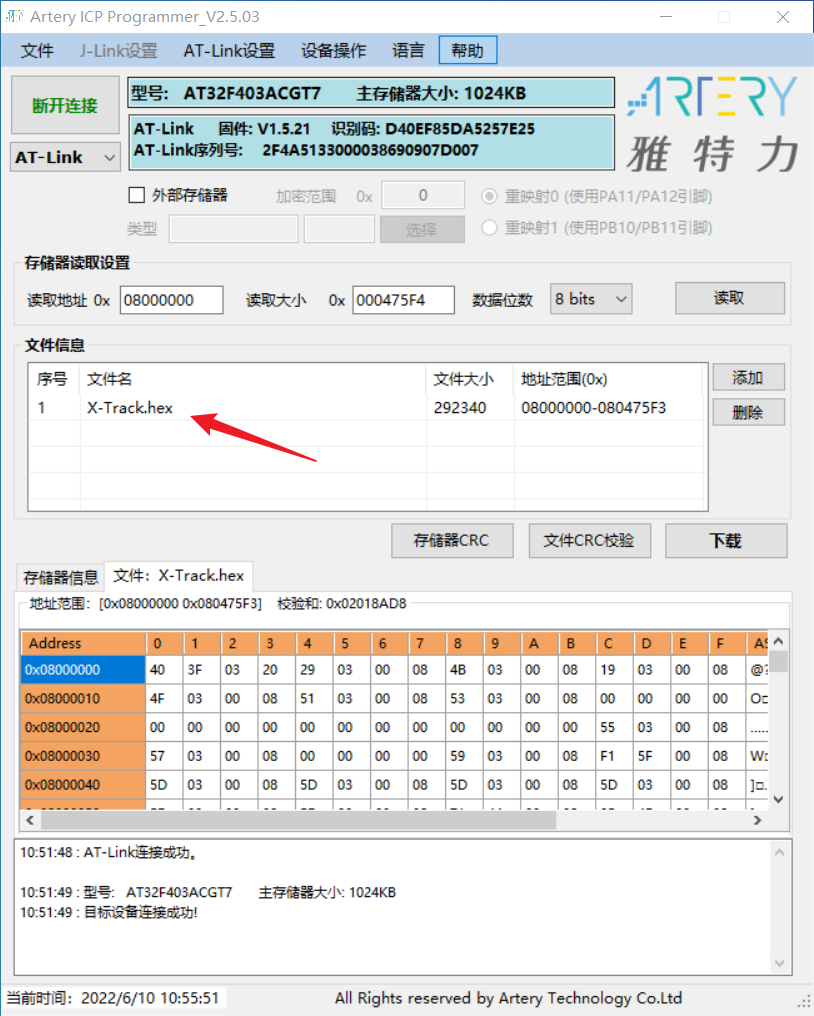 Artery ICP Programmer_V2.5.03
文件 J-Link设置 AT-Link设置 设备操作 语言 帮助
断开连接
型号: AT32F403ACGT7 主存储器大小: 1024KB
AT-Link 固件: V1.5.21 识别码: D40EF85DA5257E25
AT-Link序列号: 2F4A5133000038690907D007
AT-Link
ARTERY
雅特力
外部存储器 加密范围 0x 0 重映射0 (使用PA11/PA12引脚)
类型 选择 重映射1 (使用PB10/PB11引脚)
存储器读取设置
读取地址 0x 08000000 读取大小 0x 000475F4 数据位数 8 bits 读取
文件信息
序号 文件名 文件大小 地址范围(0x) 添加
1 X-Track.hex 292340 08000000-080475F3 删除
存储器CRC 文件CRC校验 下载
存储器信息 文件: X-Track.hex
地址范围: [0x08000000 0x080475F3] 校验和: 0x02018AD8
Address 0 1 2 3 4 5 6 7 8 9 A B C D E F
0x08000000 40 3F 03 20 29 03 00 08 4B 03 00 08 19 03 00 08 @?
0x08000010 4F 03 00 08 51 03 00 08 53 03 00 08 00 00 00 00
0x08000020 00 00 00 00 00 00 00 00 00 00 00 00 55 03 00 08 .....
0x08000030 57 03 00 08 00 00 00 00 59 03 00 08 F1 5F 00 08
0x08000040 5D 03 00 08 5D 03 00 08 5D 03 00 08 5D 03 00 08
10:51:48 : AT-Link连接成功。
10:51:49 : 型号: AT32F403ACGT7 主存储器大小: 1024KB
10:51:49 : 目标设备连接成功!
当前时间: 2022/6/10 10:55:51 All Rights reserved by Artery Technology Co.Ltd